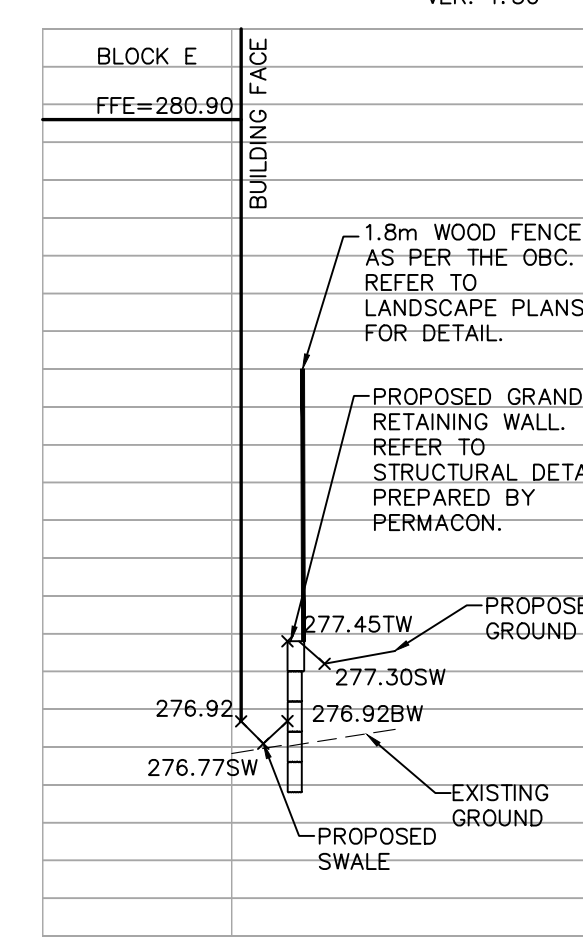 BLOCK E
FFE=280.90
BUILDING FACE
1.8m WOOD FENCE
AS PER THE OBC.
REFER TO
LANDSCAPE PLANS
FOR DETAIL.
PROPOSED GRAND
RETAINING WALL.
REFER TO
STRUCTURAL DETA
PREPARED BY
PERMACON.
277.45TW
PROPOSE
GROUND
277.30SW
276.92
276.92BW
276.77SW
EXISTING
GROUND
PROPOSED
SWALE